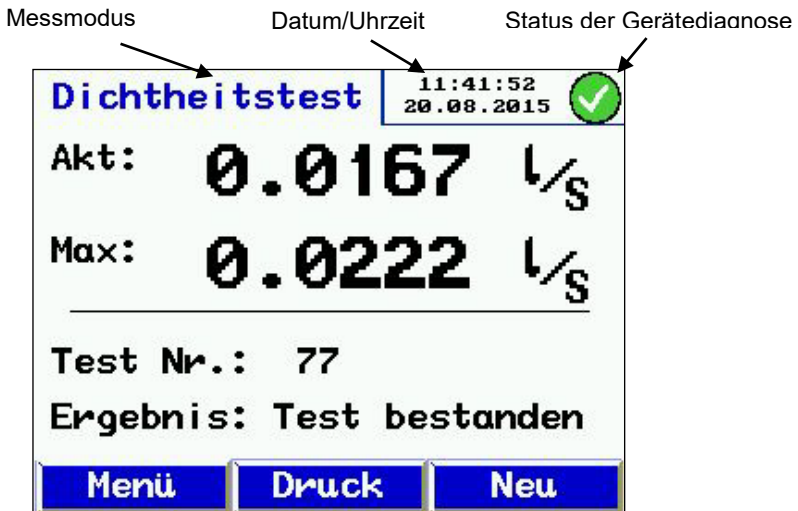 Messmodus
Datum/Uhrzeit
Status der Gerätediagnose
Dichtheitstest
11:41:52
20.08.2015
Akt: 0.0167 l/s
Max: 0.0222 l/s
Test Nr.: 77
Ergebnis: Test bestanden
Menü Druck Neu